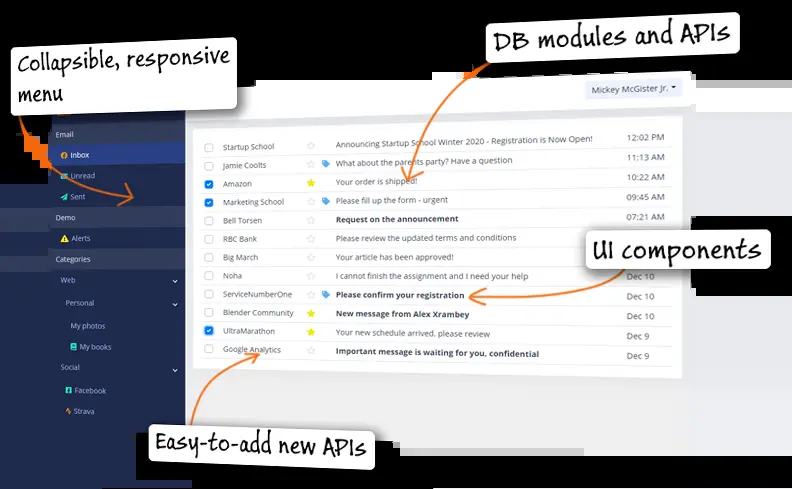 DB modules and APIs
Collapsible, responsive
menu
Mickey McGister Jr.
Email
Inbox
Unread
Sent
Demo
Alerts
Categories
Web
Personal
My photos
My books
Social
Facebook
Strava
Startup School Announcing Startup School Winter 2020 - Registration is Now Open! 12:02 PM
Jamie Coolts What about the parents party? Have a question 11:13 AM
Amazon Your order is shipped! 10:22 AM
Marketing School Please fill up the form - urgent 09:45 AM
Bell Torsen Request on the announcement 07:21 AM
RBC Bank Please review the updated terms and conditions
Big March Your article has been approved!
Noha I cannot finish the assignment and I need your help Dec 10
ServiceNumberOne Please confirm your registration Dec 10
Blender Community New message from Alex Xrambey Dec 10
UltraMarathon Your new schedule arrived, please review Dec 9
Google Analytics Important message is waiting for you, confidential Dec 9
UI components
Easy-to-add new APIs